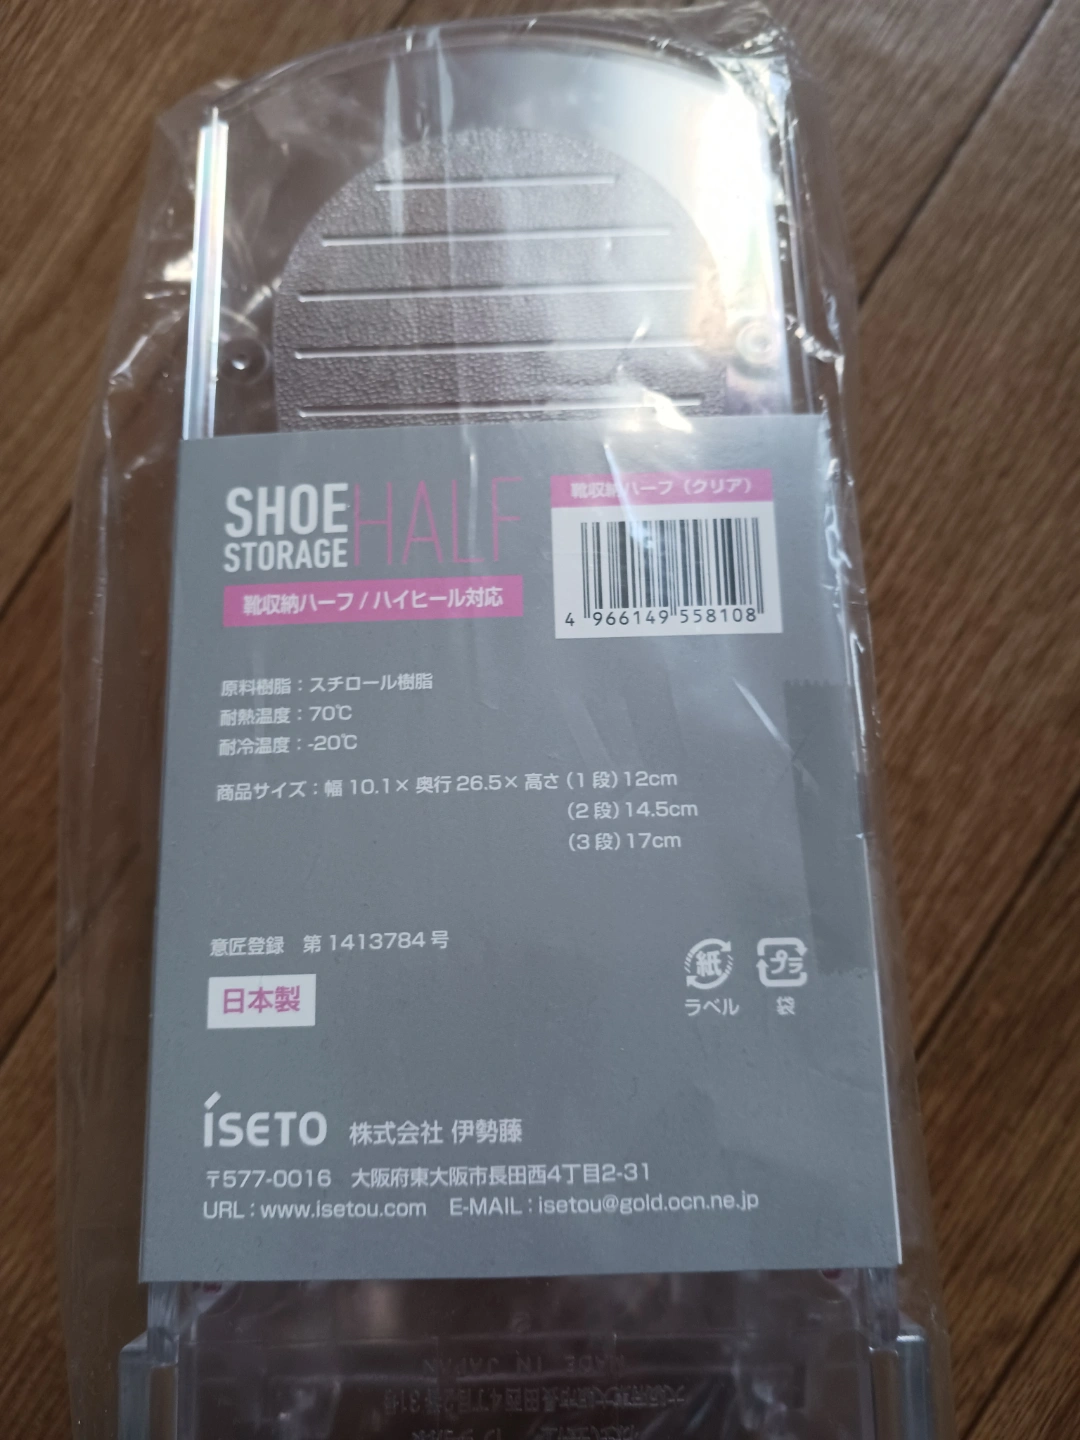 SHOE
STORAGE
HALF
靴収納ハーフ(クリア)
4 966149 558108
靴収納ハーフ/ハイヒール対応
原料樹脂:スチロール樹脂
耐熱温度:70℃
耐冷温度:-20℃
商品サイズ:幅10.1×奥行26.5×高さ(1段)12cm
(2段)14.5cm
(3段)17cm
意匠登録 第1413784号
日本製
紙
ラベル
プラ
袋
ISETO 株式会社 伊勢藤
〒577-0016 大阪府東大阪市長田西4丁目2-31
URL:www.isetou.com E-MAIL:isetou@gold.ocn.ne.jp
MADE IN JAPAN